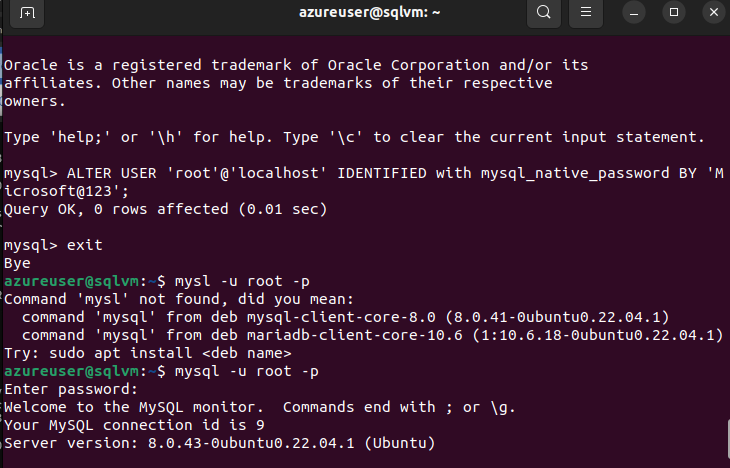 azureuser@sqlvm: ~
Oracle is a registered trademark of Oracle Corporation and/or its
affiliates. Other names may be trademarks of their respective
owners.
Type 'help;' or '\h' for help. Type '\c' to clear the current input statement.
mysql> ALTER USER 'root'@'localhost' IDENTIFIED with mysql_native_password BY 'M
icrosoft@123';
Query OK, 0 rows affected (0.01 sec)
mysql> exit
Bye
azureuser@sqlvm:~$ mysl -u root -p
Command 'mysl' not found, did you mean:
  command 'mysql' from deb mysql-client-core-8.0 (8.0.41-0ubuntu0.22.04.1)
  command 'mysql' from deb mariadb-client-core-10.6 (1:10.6.18-0ubuntu0.22.04.1)
Try: sudo apt install <deb name>
azureuser@sqlvm:~$ mysql -u root -p
Enter password:
Welcome to the MySQL monitor.  Commands end with ; or \g.
Your MySQL connection id is 9
Server version: 8.0.43-0ubuntu0.22.04.1 (Ubuntu)